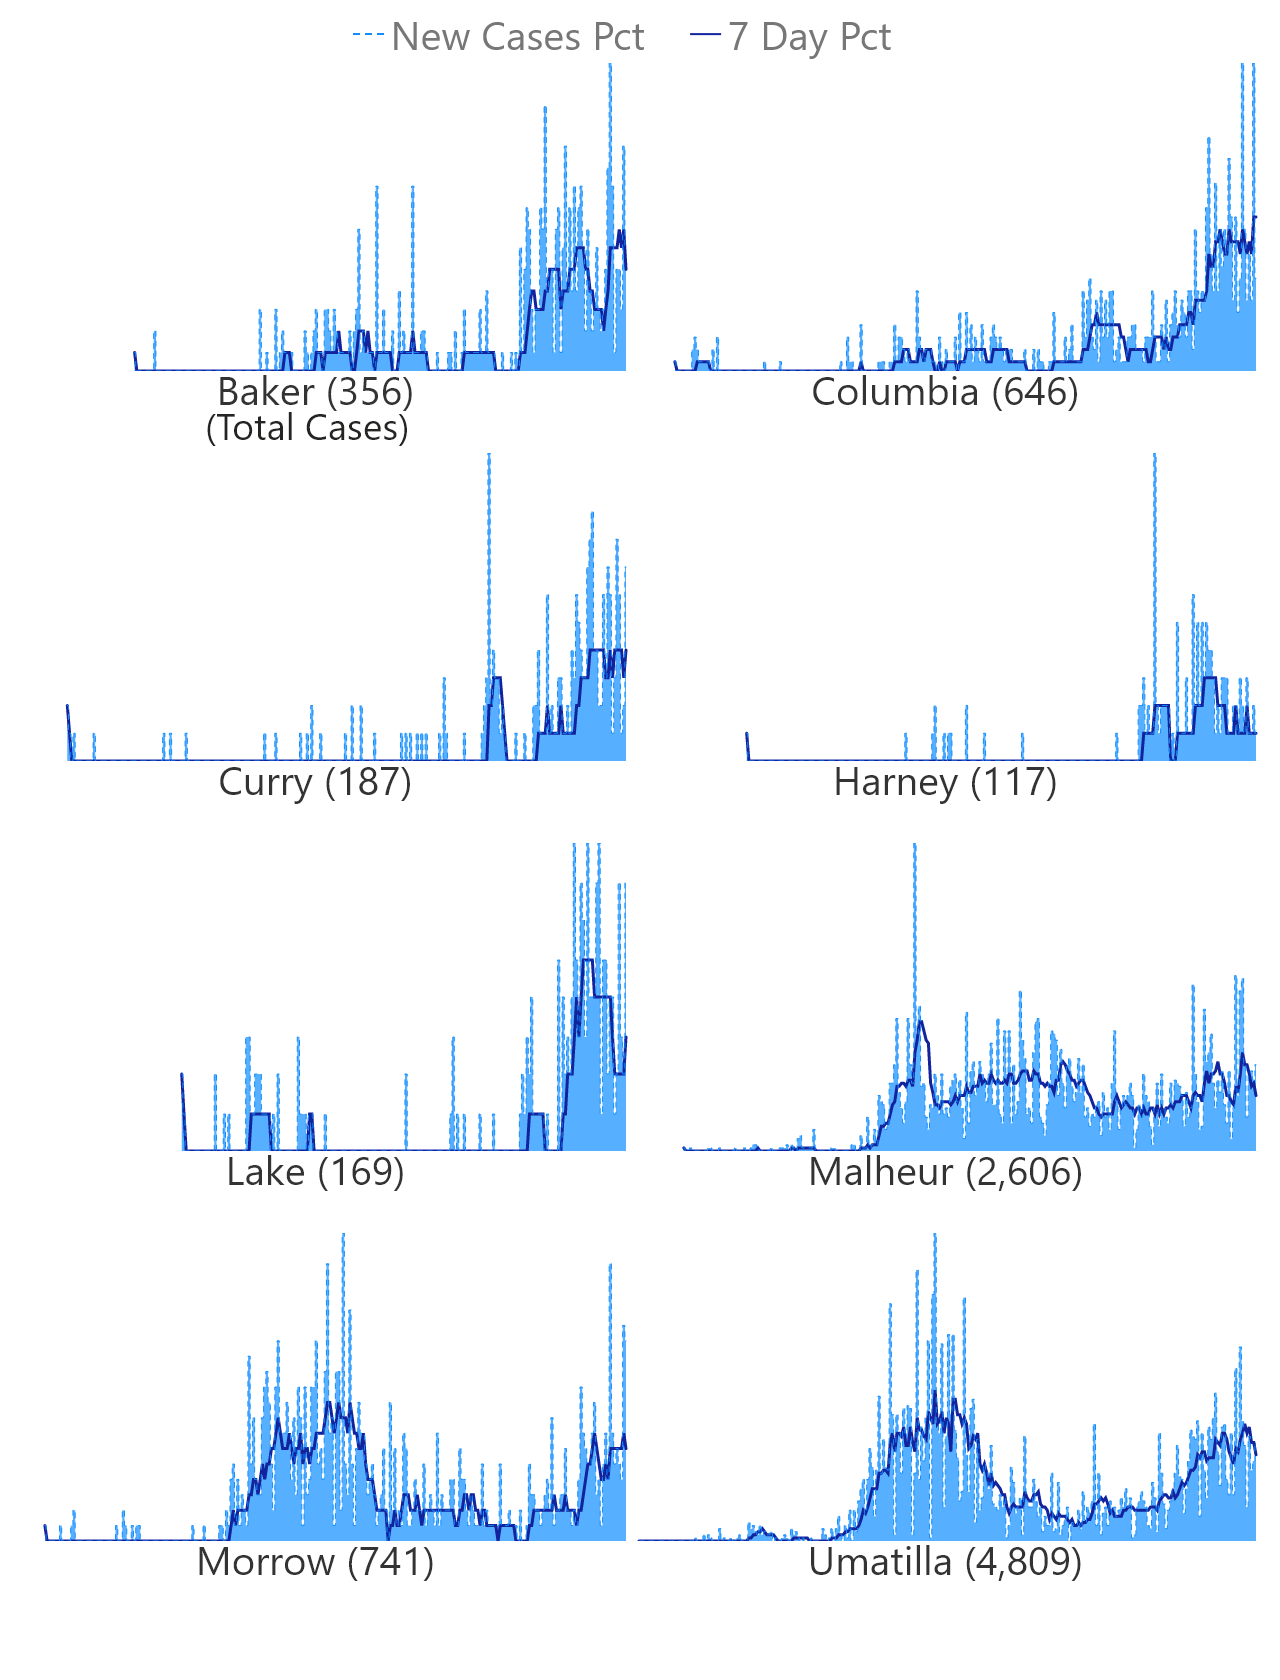 New Cases Pct 7 Day Pct
Baker (356) Columbia (646)
(Total Cases)
Curry (187) Harney (117)
Lake (169) Malheur (2,606)
Morrow (741) Umatilla (4,809)